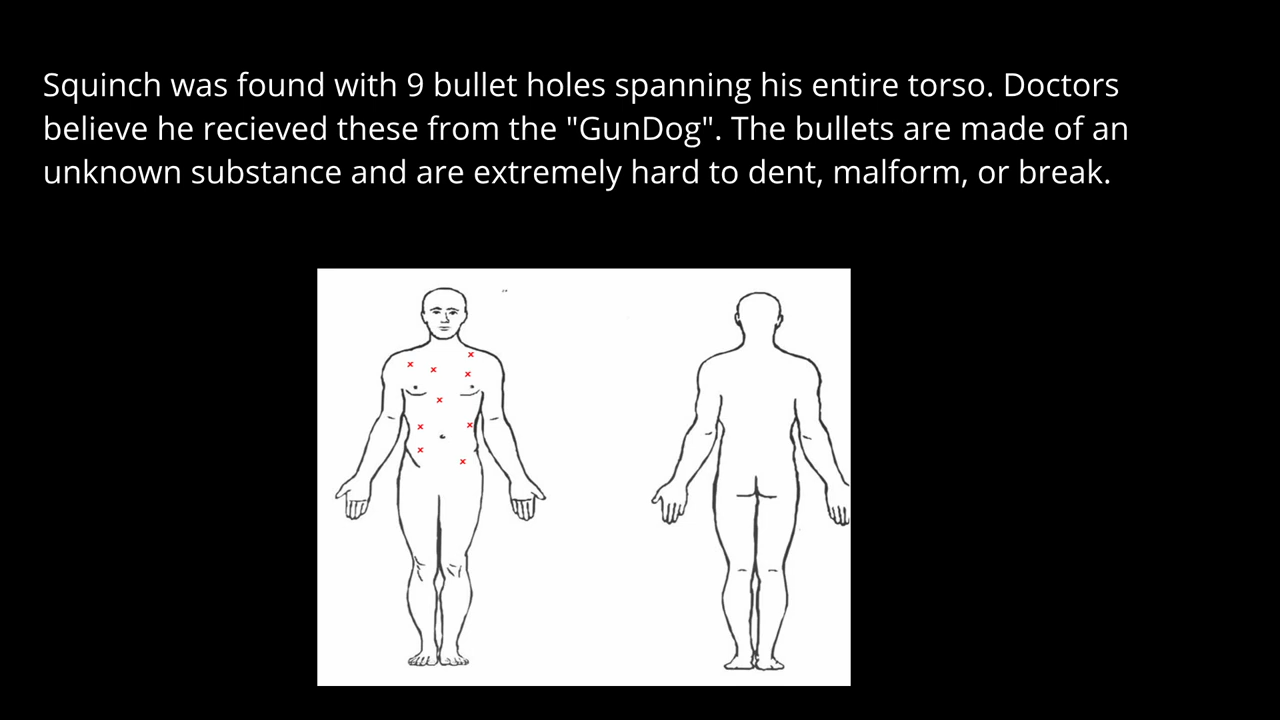 Squinch was found with 9 bullet holes spanning his entire torso. Doctors
believe he recieved these from the "GunDog". The bullets are made of an
unknown substance and are extremely hard to dent, malform, or break.